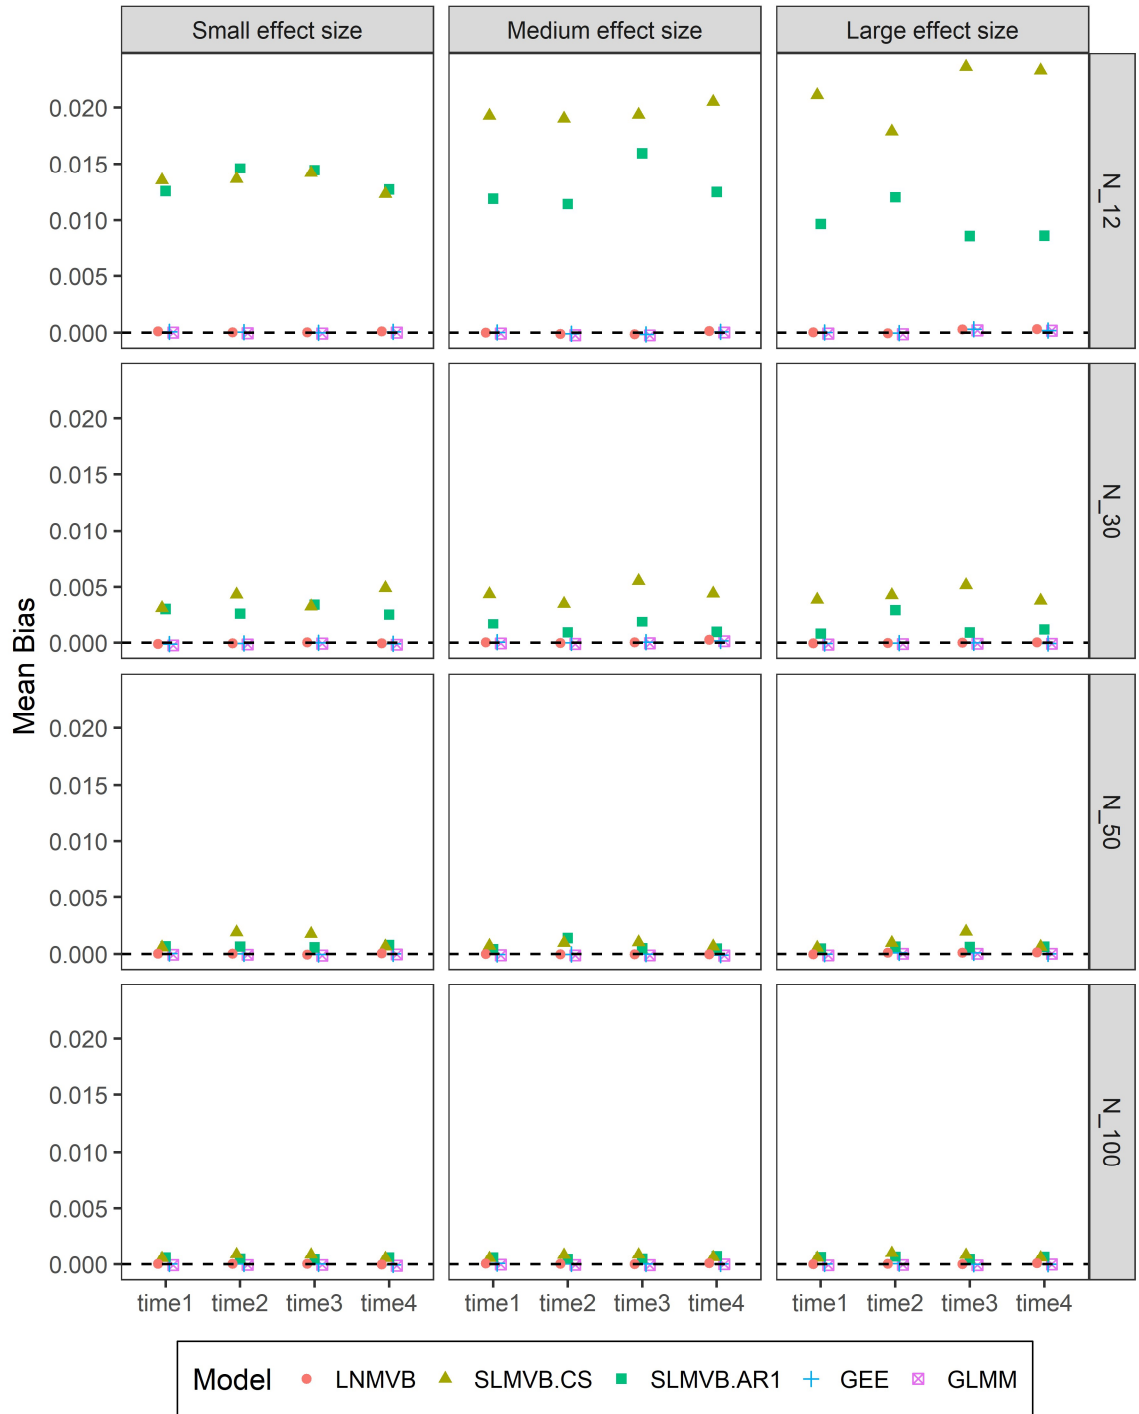 Small effect size Medium effect size Large effect size
0.020
0.015
0.010
0.005
0.000
N_12
0.020
0.015
0.010
0.005
0.000
N_30
Mean Bias
0.020
0.015
0.010
0.005
0.000
N_50
0.020
0.015
0.010
0.005
0.000
N_100
time1 time2 time3 time4 time1 time2 time3 time4 time1 time2 time3 time4
Model LNMVB SLMVB.CS SLMVB.AR1 GEE GLMM